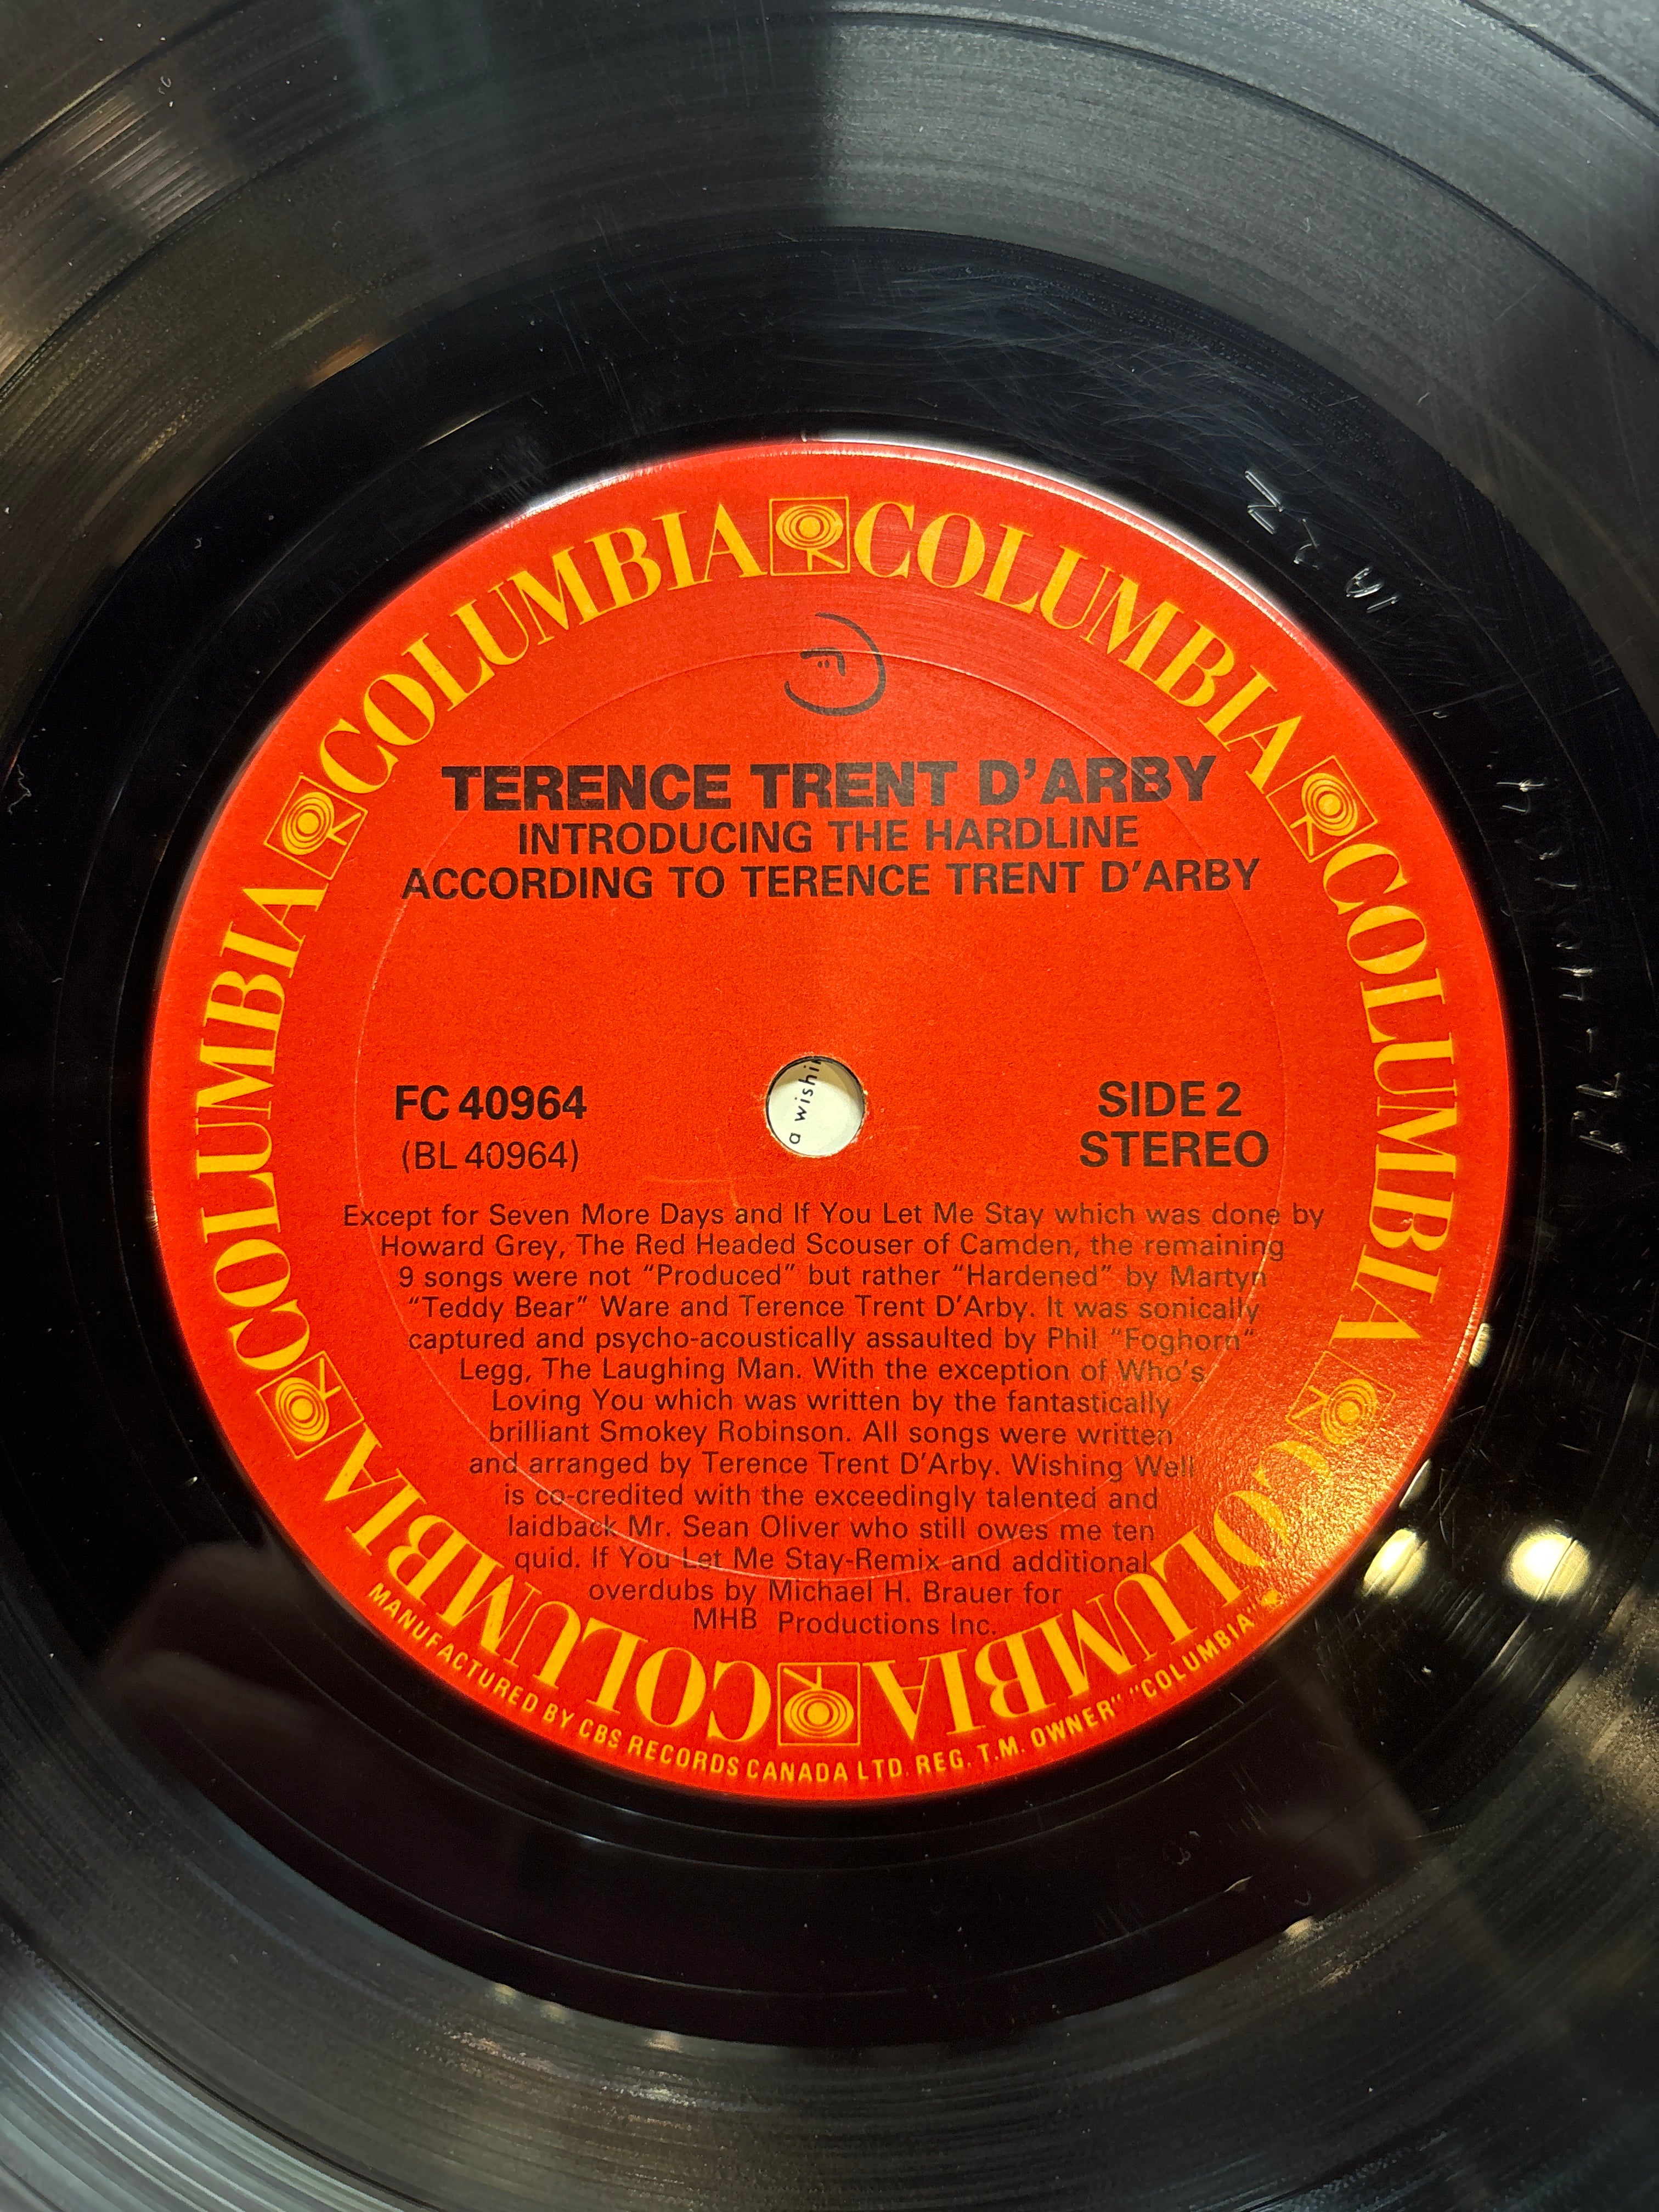 COLUMBIA COLUMBIA COLUMBIA COLUMBIA COLUMBIA COLUMBIA
TERENCE TRENT D'ARBY
INTRODUCING THE HARDLINE
ACCORDING TO TERENCE TRENT D'ARBY
FC 40964
(BL 40964)
SIDE 2
STEREO
a wishin
Except for Seven More Days and If You Let Me Stay which was done by
Howard Grey, The Red Headed Scouser of Camden, the remaining
9 songs were not “Produced” but rather “Hardened” by Martyn
“Teddy Bear” Ware and Terence Trent D'Arby. It was sonically
captured and psycho-acoustically assaulted by Phil “Foghorn”
Legg, The Laughing Man. With the exception of Who's
Loving You which was written by the fantastically
brilliant Smokey Robinson. All songs were written
and arranged by Terence Trent D'Arby. Wishing Well
is co-credited with the exceedingly talented and
laidback Mr. Sean Oliver who still owes me ten
quid. If You Let Me Stay-Remix and additional
overdubs by Michael H. Brauer for
MHB Productions Inc.
MANUFACTURED BY CBS RECORDS CANADA LTD. REG. T.M. OWNER" "COLUMBIA"